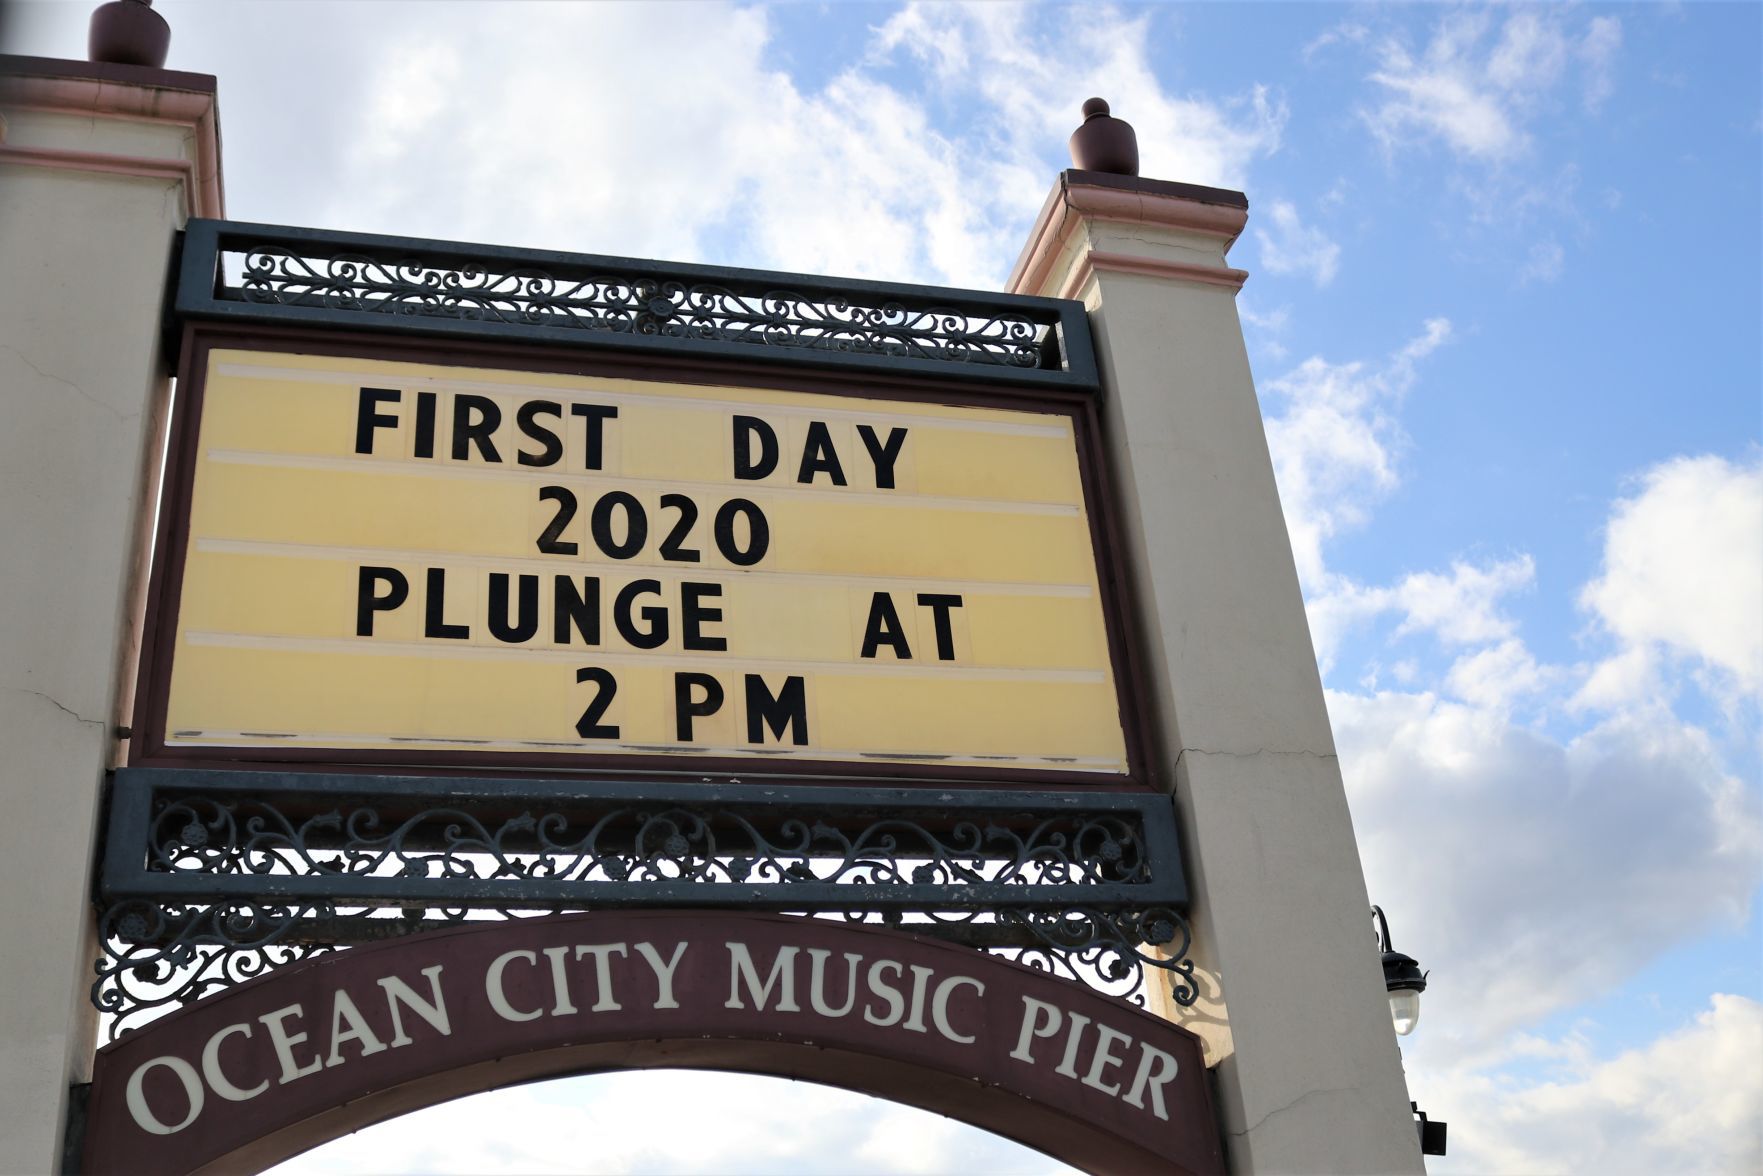 FIRST DAY
2020
PLUNGE AT
2 PM
OCEAN CITY MUSIC PIER